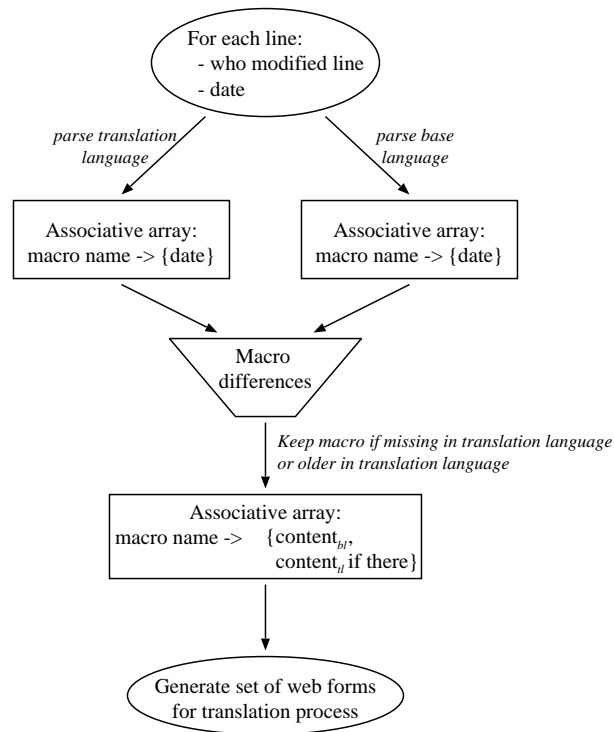 For each line:
- who modified line
- date
parse translation
language
parse base
language
Associative array:
macro name -> {date}
Associative array:
macro name -> {date}
Macro
differences
Keep macro if missing in translation language
or older in translation language
Associative array:
macro name -> {content_bl,
content_tl if there}
Generate set of web forms
for translation process